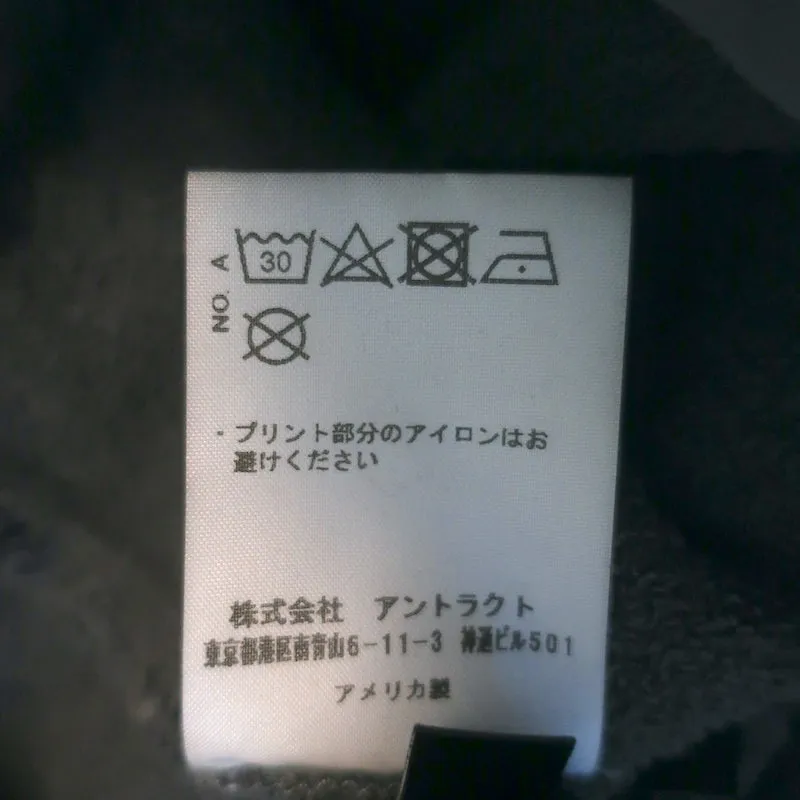 NO. A
30
・プリント部分のアイロンはお
避けください
株式会社 アントラクト
東京都港区南青山6-11-3 神通ビル501
アメリカ製